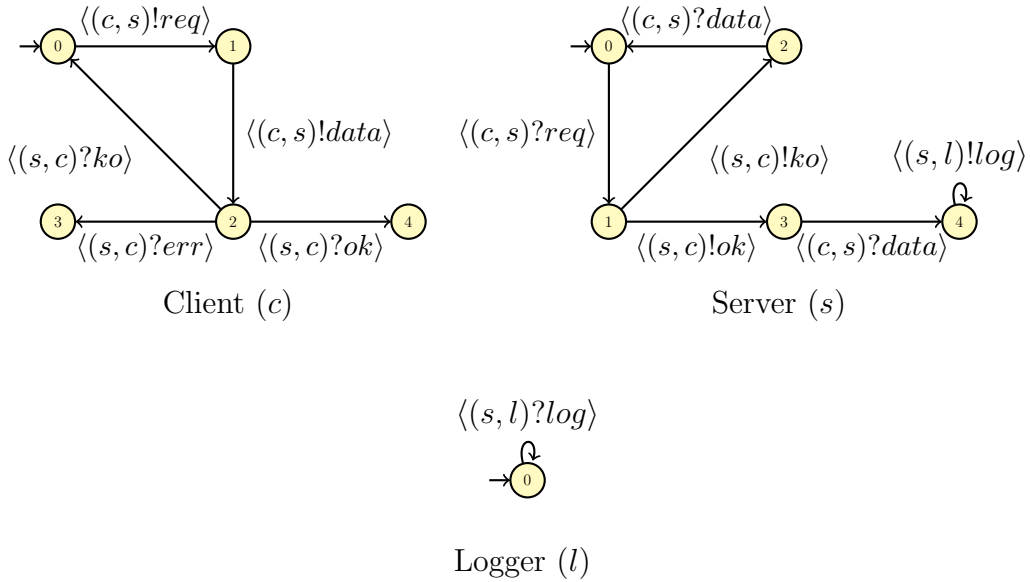 ⟨(c, s)!req⟩
0
1
⟨(c, s)!data⟩
⟨(s, c)?ko⟩
3
2
4
⟨(s, c)?err⟩
⟨(s, c)?ok⟩
Client (c)
⟨(c, s)?data⟩
0
2
⟨(c, s)?req⟩
⟨(s, c)!ko⟩
⟨(s, l)!log⟩
1
3
4
⟨(s, c)!ok⟩
⟨(c, s)?data⟩
Server (s)
⟨(s, l)?log⟩
0
Logger (l)